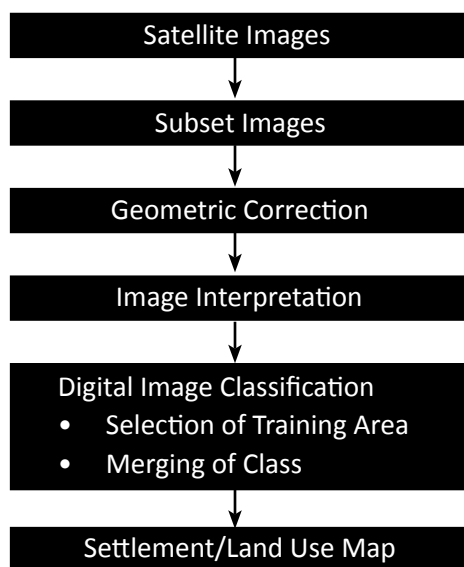 Satellite Images
Subset Images
Geometric Correction
Image Interpretation
Digital Image Classification
• Selection of Training Area
• Merging of Class
Settlement/Land Use Map